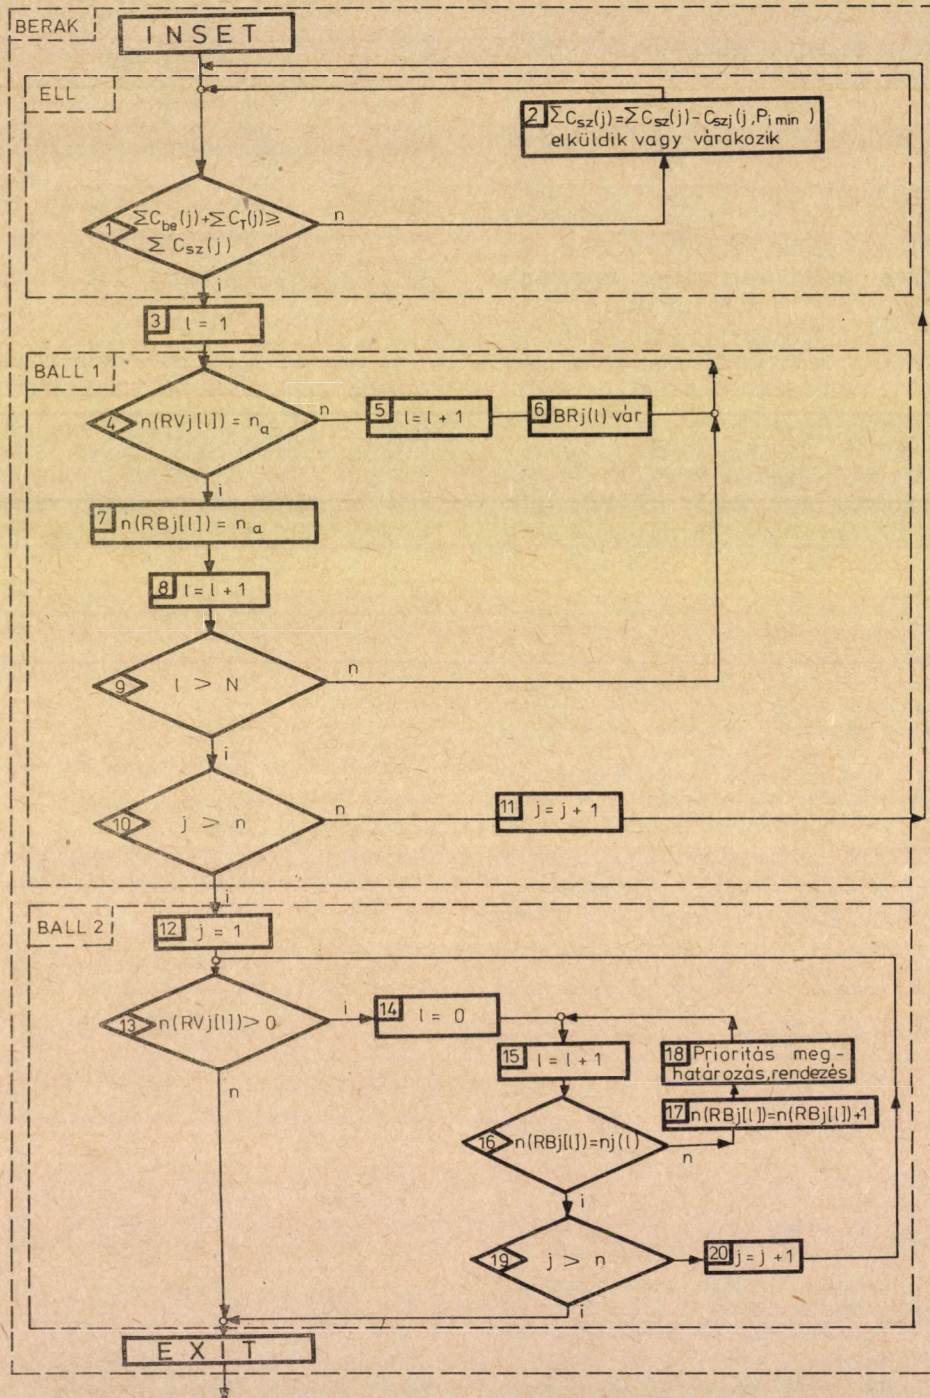 BERAK
INSET
ELL
2 ΣCsz(j)=ΣCsz(j)-Cszj(j,Pi min)
elküldik vagy várakozik
1 ΣCbe(j)+ΣCT(j)≥
ΣCsz(j)
n
i
3 l = 1
BALL 1
4 n(RVj[l]) = na
n
5 l = l + 1
6 BRj(l) vár
i
7 n(RBj[l]) = na
8 l = l + 1
9 l > N
n
i
10 j > n
n
11 j = j + 1
i
BALL 2
12 j = 1
13 n(RVj[l]) > 0
i
14 l = 0
15 l = l + 1
18 Prioritás meg-
határozás,rendezés
17 n(RBj[l])=n(RBj[l])+1
n
16 n(RBj[l])=nj(l)
n
i
19 j > n
20 j = j + 1
i
EXIT